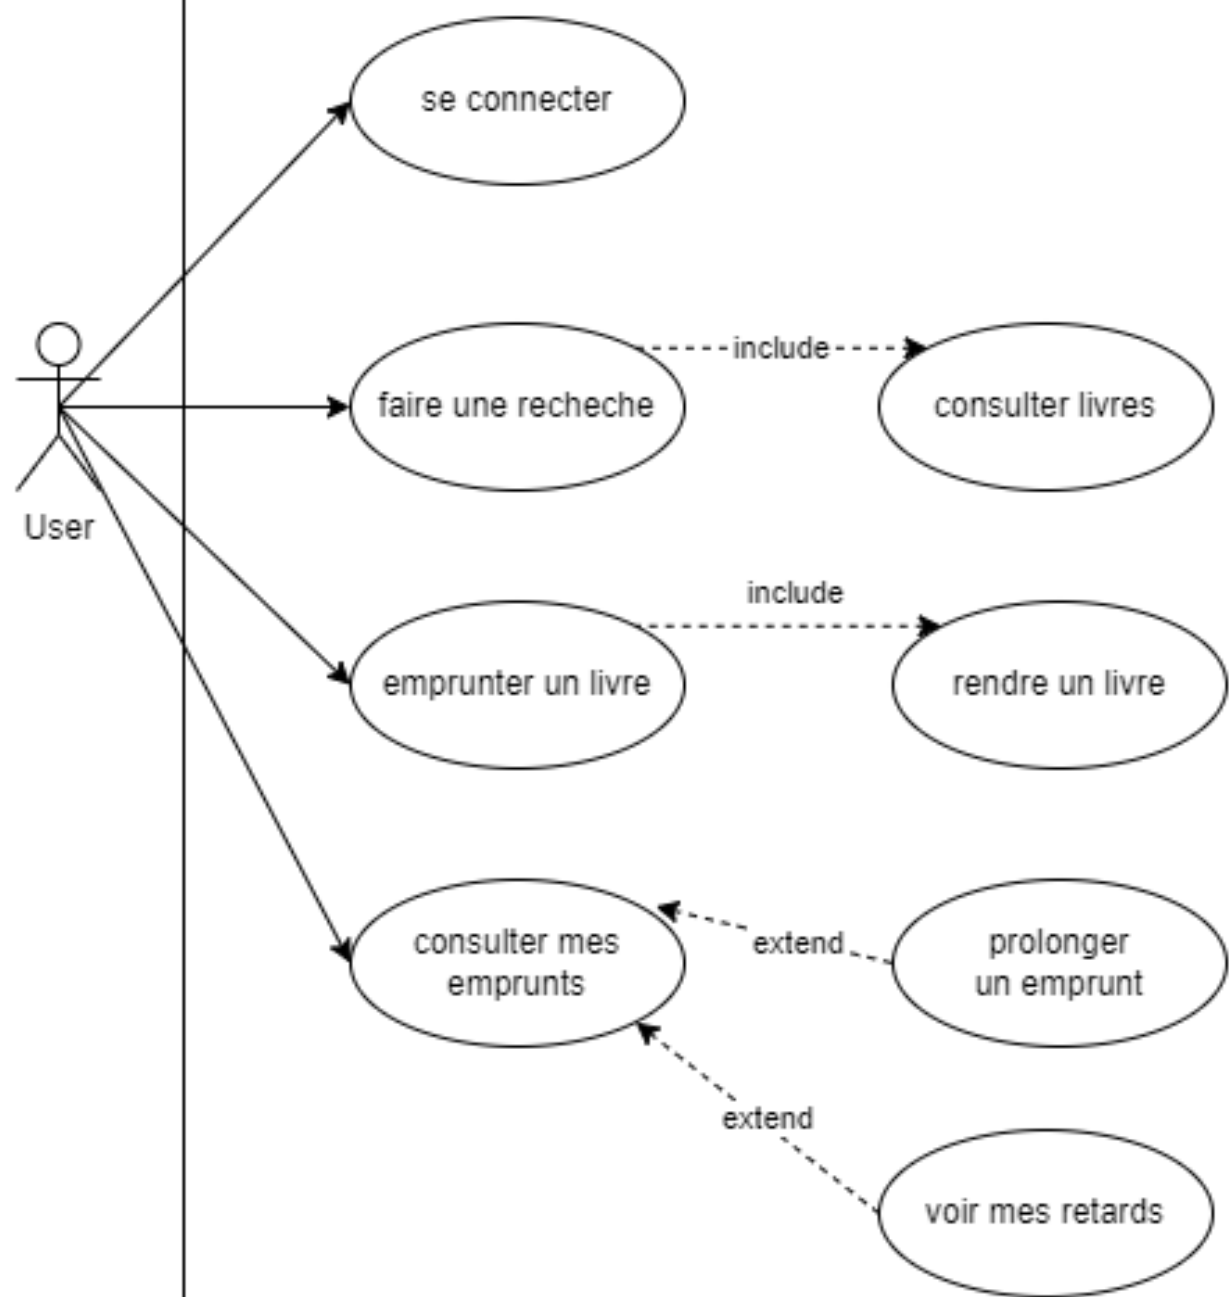 se connecter
faire une recheche
include
consulter livres
User
include
emprunter un livre
rendre un livre
consulter mes
emprunts
extend
prolonger
un emprunt
extend
voir mes retards